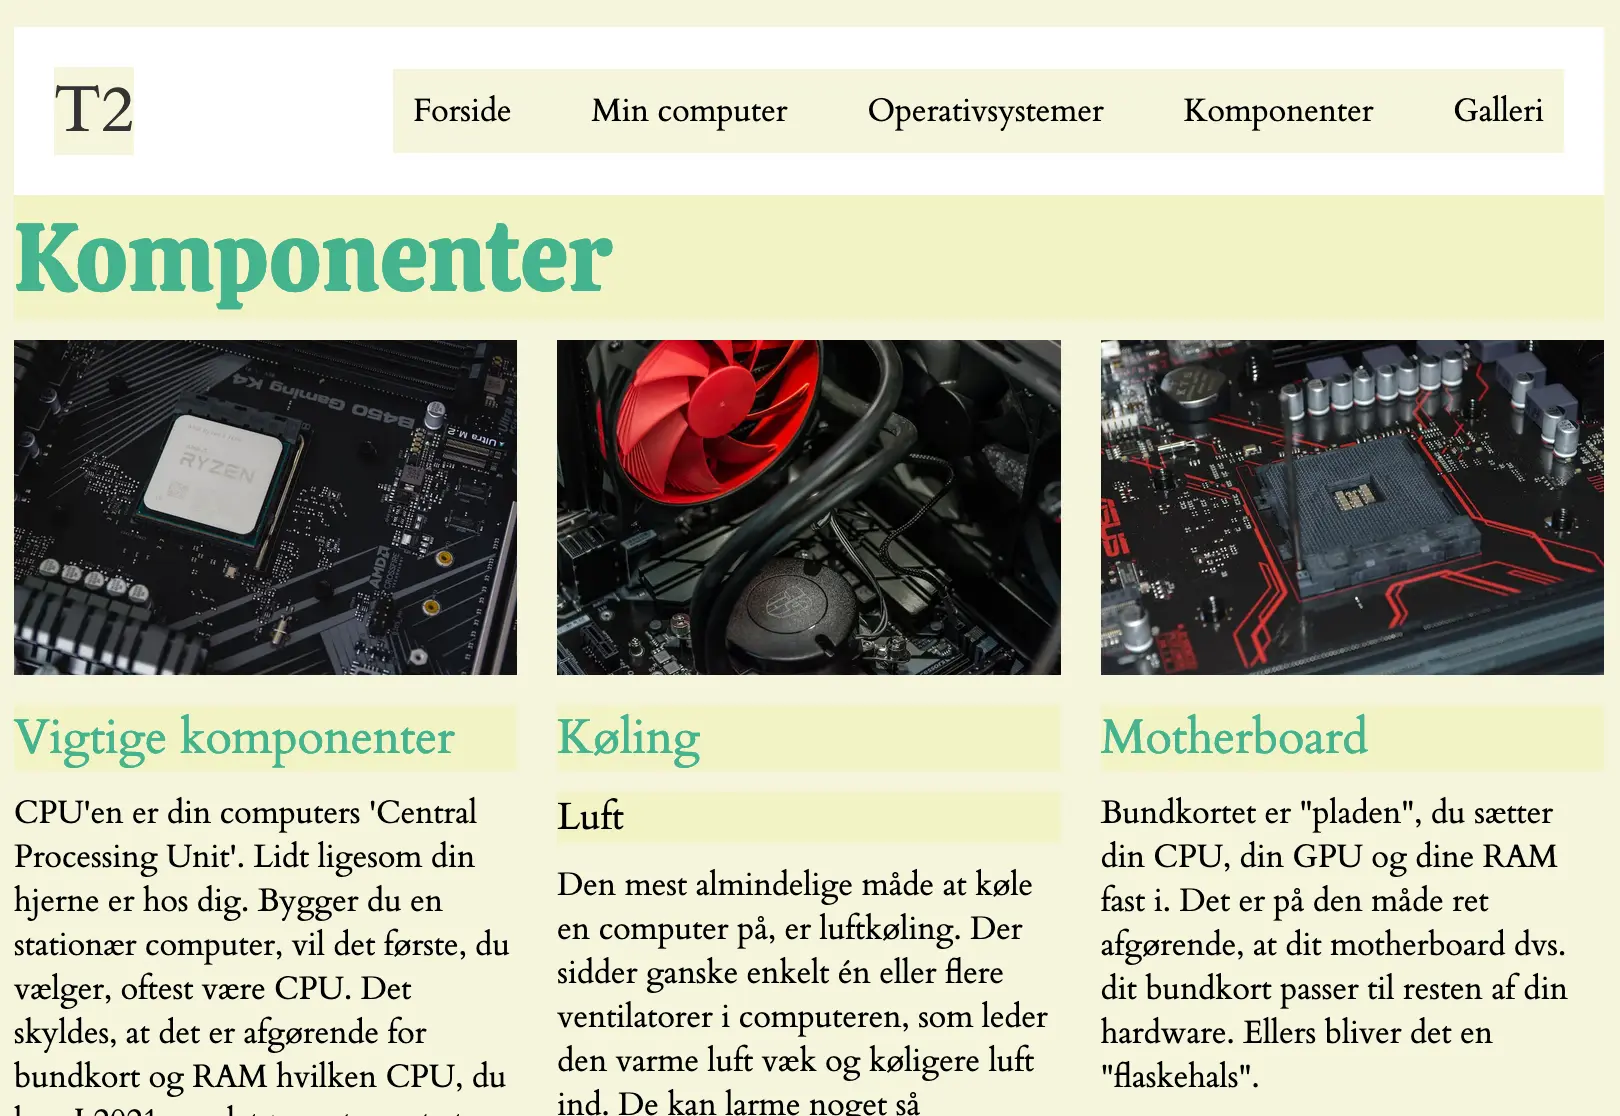 T2
Forside
Min computer
Operativsystemer
Komponenter
Galleri
Komponenter
B450 Gaming K4
Ultra M.2
RYZEN
AMD
Vigtige komponenter
CPU'en er din computers 'Central
Processing Unit'. Lidt ligesom din
hjerne er hos dig. Bygger du en
stationær computer, vil det første, du
vælger, oftest være CPU. Det
skyldes, at det er afgørende for
bundkort og RAM hvilken CPU, du
Køling
Luft
Den mest almindelige måde at køle
en computer på, er luftkøling. Der
sidder ganske enkelt én eller flere
ventilatorer i computeren, som leder
den varme luft væk og køligere luft
ind. De kan larme noget så
Motherboard
Bundkortet er "pladen", du sætter
din CPU, din GPU og dine RAM
fast i. Det er på den måde ret
afgørende, at dit motherboard dvs.
dit bundkort passer til resten af din
hardware. Ellers bliver det en
"flaskehals".